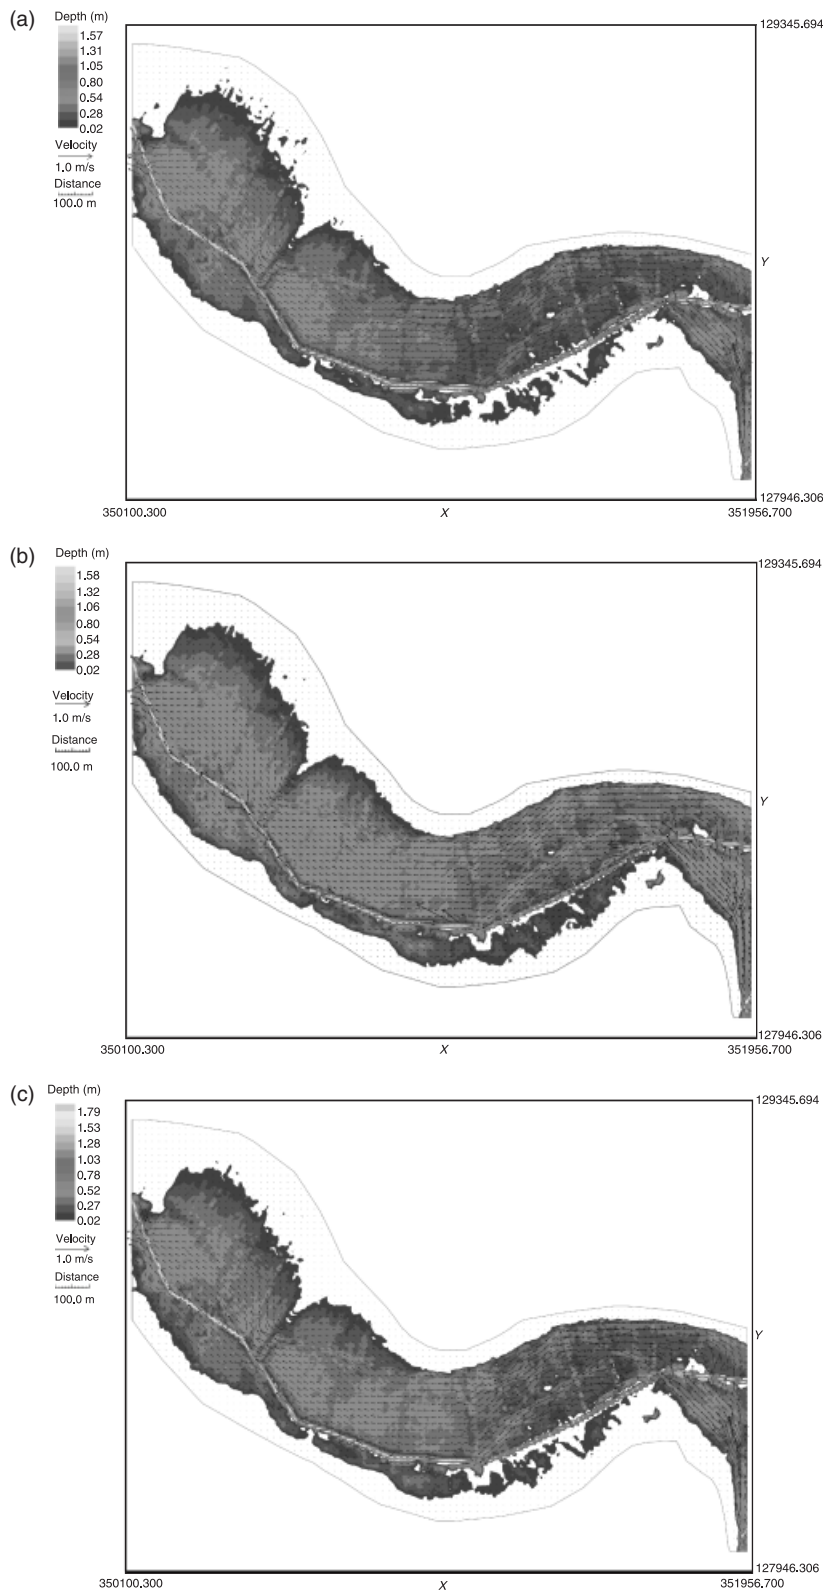 (a)
Depth (m)
1.57
1.31
1.05
0.80
0.54
0.28
0.02
Velocity
1.0 m/s
Distance
100.0 m
129345.694
Y
127946.306
350100.300
X
351956.700
(b)
Depth (m)
1.58
1.32
1.06
0.80
0.54
0.28
0.02
Velocity
1.0 m/s
Distance
100.0 m
129345.694
Y
127946.306
350100.300
X
351956.700
(c)
Depth (m)
1.79
1.53
1.28
1.03
0.78
0.52
0.27
0.02
Velocity
1.0 m/s
Distance
100.0 m
129345.694
Y
127946.306
350100.300
X
351956.700